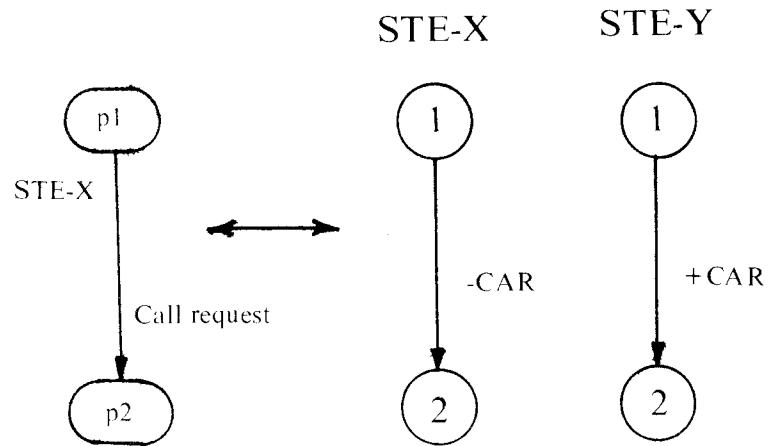 STE-X STE-Y
p1 1 1
STE-X
-CAR +CAR
Call request
p2 2 2